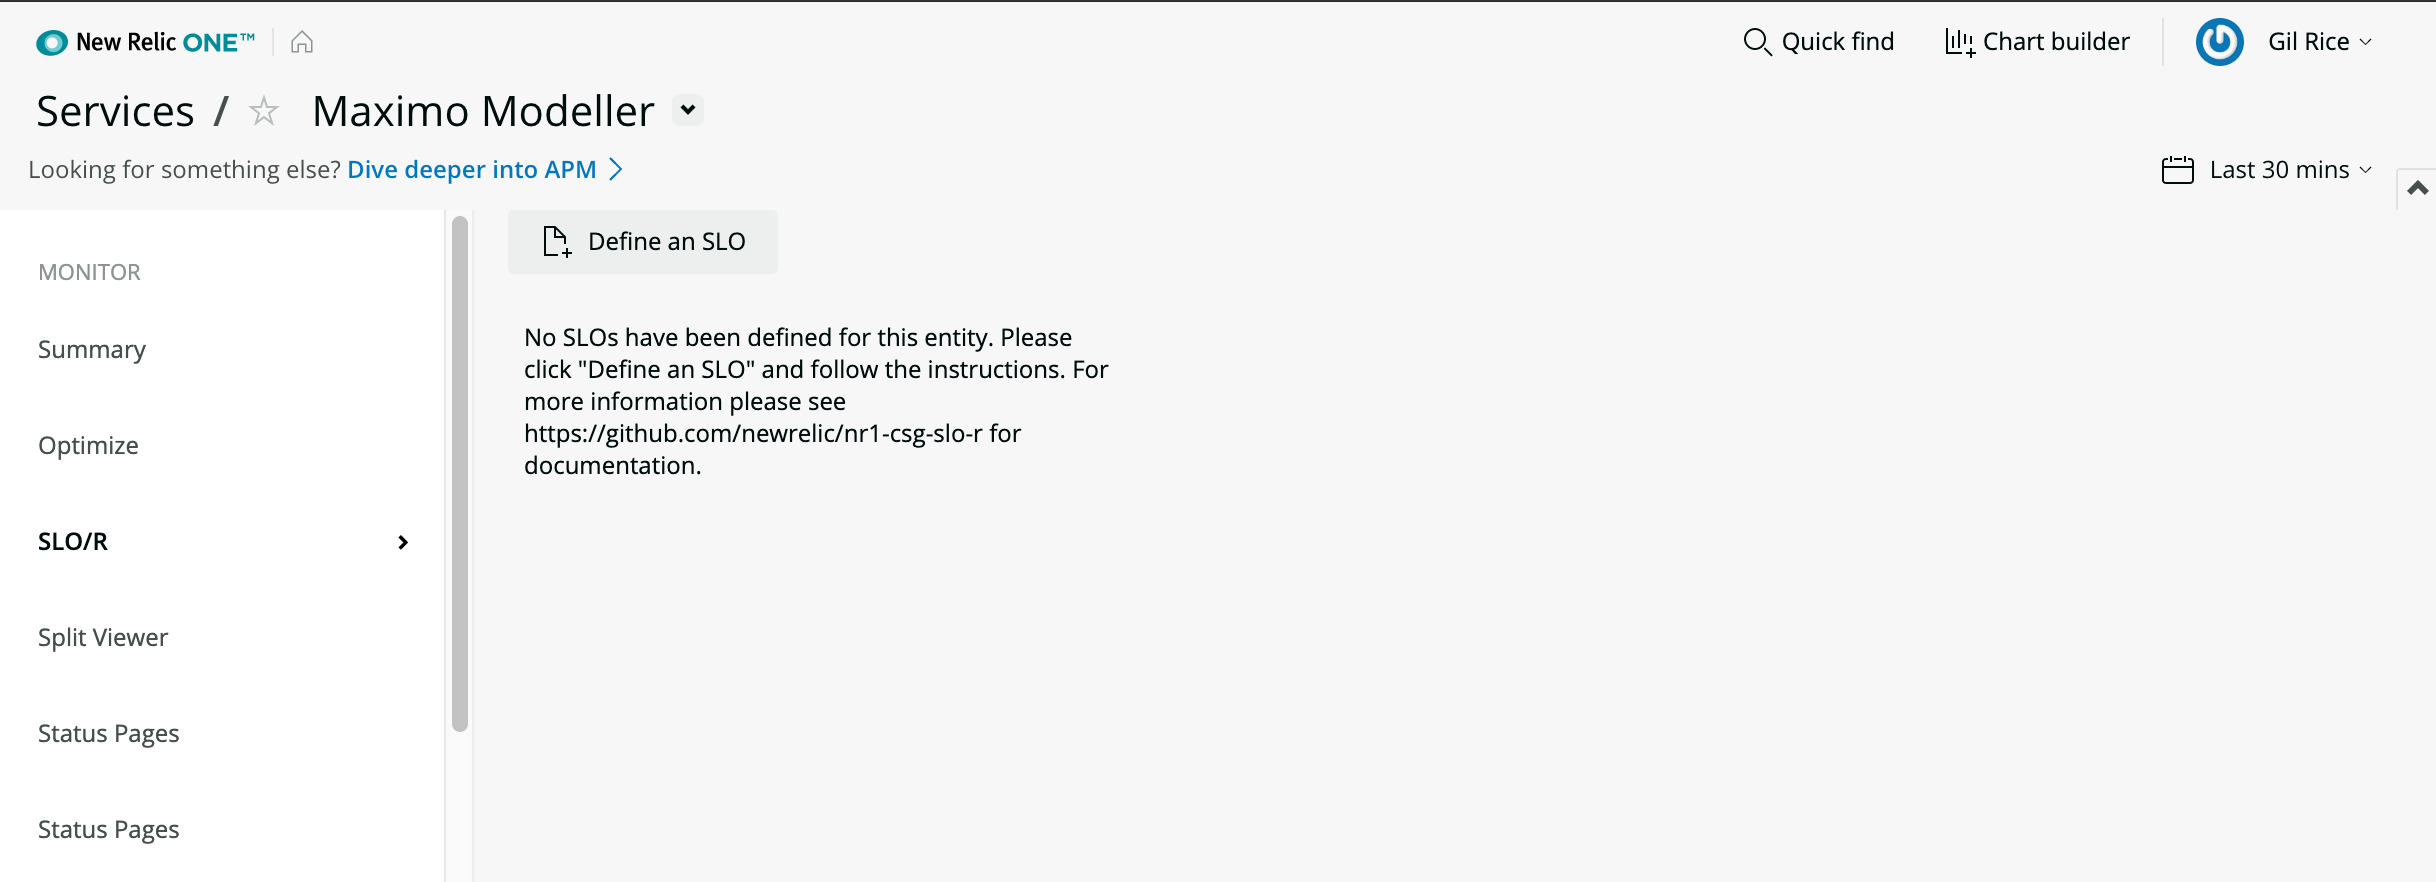 New Relic ONE™
Quick find
Chart builder
Gil Rice
Services / Maximo Modeller
Looking for something else? Dive deeper into APM
Last 30 mins
MONITOR
Summary
Optimize
SLO/R
Split Viewer
Status Pages
Status Pages
Define an SLO
No SLOs have been defined for this entity. Please
click "Define an SLO" and follow the instructions. For
more information please see
https://github.com/newrelic/nr1-csg-slo-r for
documentation.